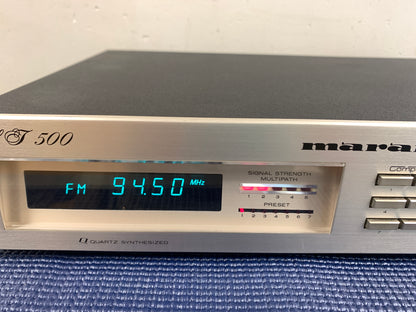 ST 500
maran
FM 94.50 MHz
SIGNAL STRENGTH
MULTIPATH
1 2 3 4 5
PRESET
1 2 3 4 5 6 7
Comp
Q QUARTZ SYNTHESIZED